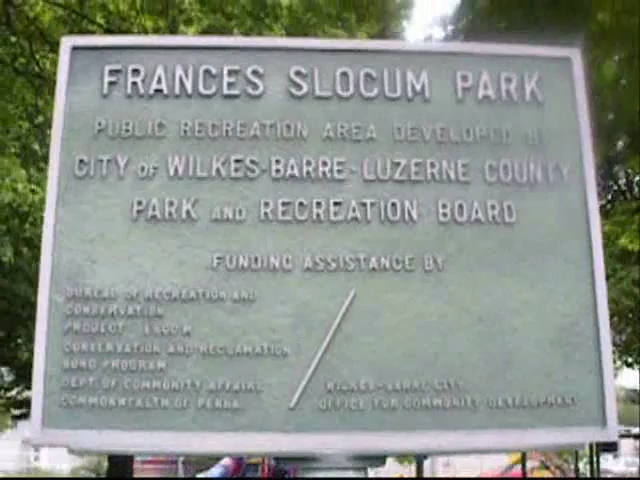 FRANCES SLOCUM PARK
PUBLIC RECREATION AREA DEVELOPED
CITY OF WILKES-BARRE-LUZERNE COUNTY
PARK AND RECREATION BOARD
FUNDING ASSISTANCE BY
BUREAU OF RECREATION AND
CONSERVATION
PROJECT
CONSERVATION AND RECLAMATION
BOND PROGRAM
DEPT. OF COMMUNITY AFFAIRS
COMMONWEALTH OF PENNA.
WILKES-BARRE CITY
OFFICE FOR COMMUNITY DEVELOPMENT